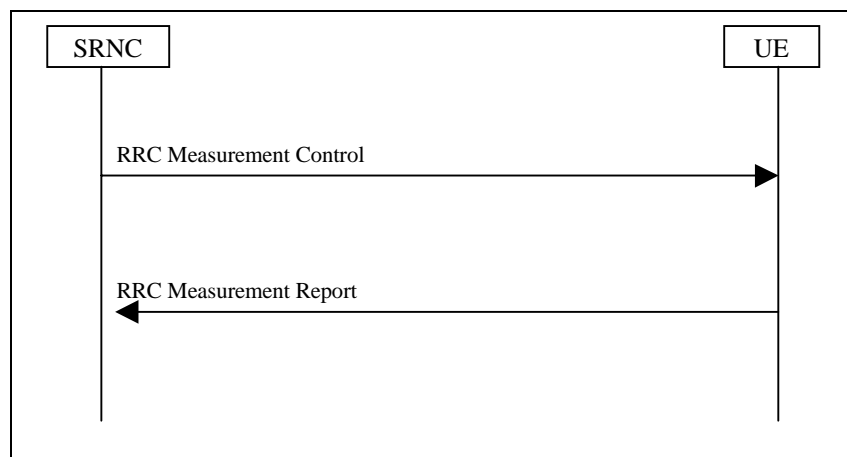 SRNC
UE
RRC Measurement Control
RRC Measurement Report